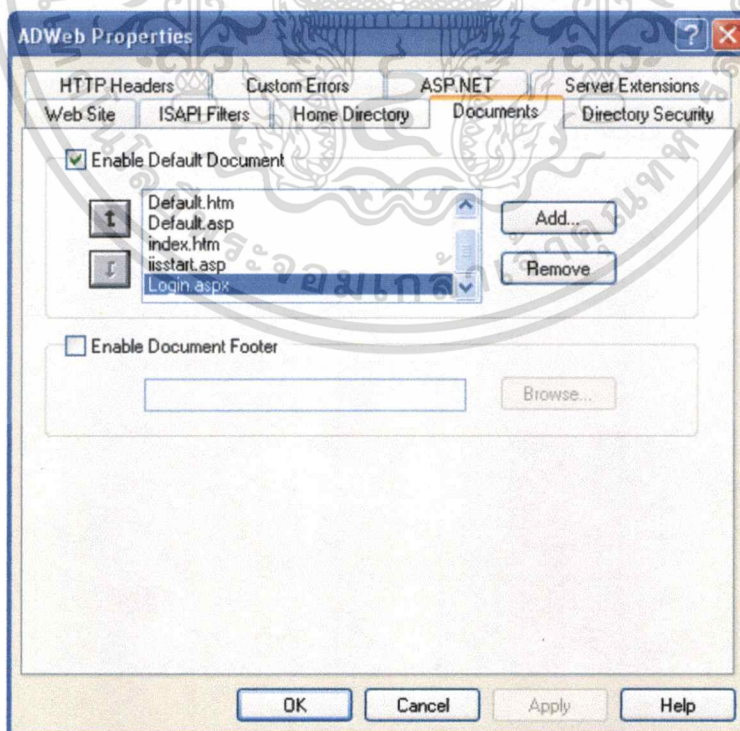 ADWeb Properties
HTTP Headers Custom Errors ASP.NET Server Extensions
Web Site ISAPI Filters Home Directory Documents Directory Security
Enable Default Document
Default.htm
Default.asp
index.htm
iisstart.asp
Login.aspx
Add...
Remove
Enable Document Footer
Browse...
OK Cancel Apply Help